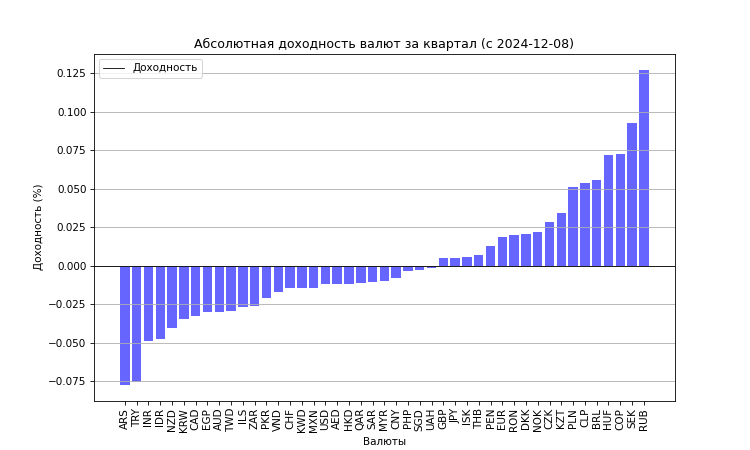 Абсолютная доходность валют за квартал (с 2024-12-08)
Доходность
Доходность (%)
0.125
0.100
0.075
0.050
0.025
0.000
−0.025
−0.050
−0.075
ARS
TRY
INR
IDR
NZD
KRW
CAD
EGP
AUD
TWD
ILS
ZAR
PKR
VND
CHF
KWD
MXN
USD
AED
HKD
QAR
SAR
MYR
CNY
PHP
SGD
UAH
GBP
JPY
ISK
THB
PEN
EUR
RON
DKK
NOK
CZK
KZT
PLN
CLP
BRL
HUF
COP
SEK
RUB
Валюты